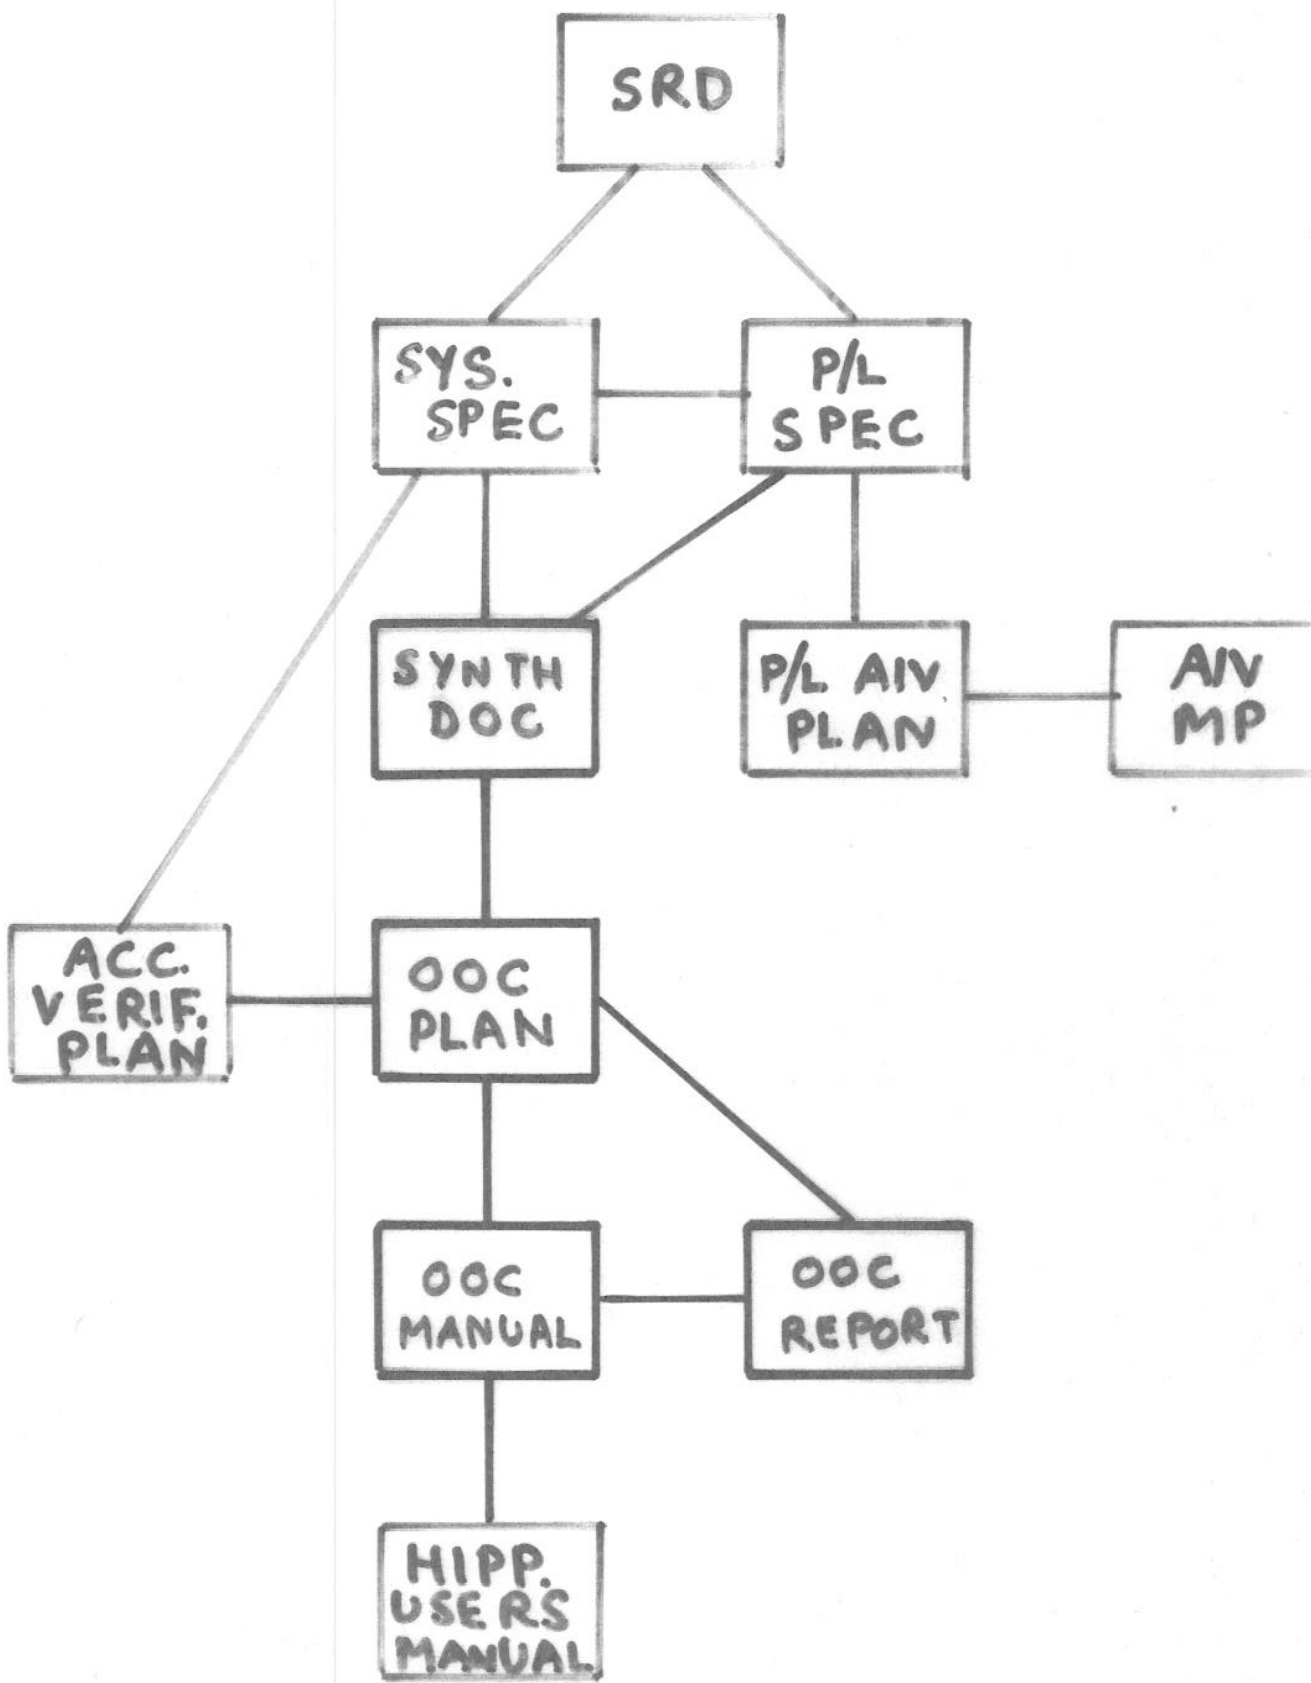 SRD
SYS.
SPEC
P/L
SPEC
SYNTH
DOC
P/L AIV
PLAN
AIV
MP
ACC.
VERIF.
PLAN
OOC
PLAN
OOC
MANUAL
OOC
REPORT
HIPP.
USERS
MANUAL